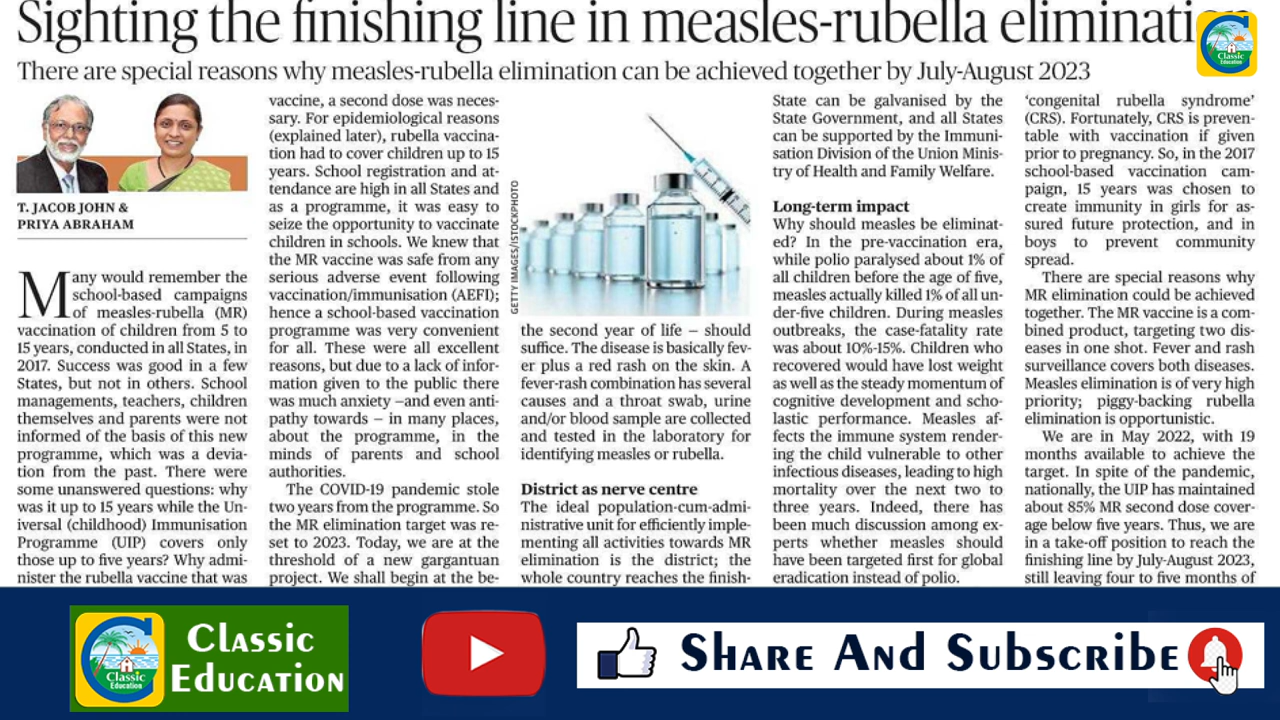 Sighting the finishing line in measles-rubella eliminati
There are special reasons why measles-rubella elimination can be achieved together by July-August 2023
T. JACOB JOHN &
PRIYA ABRAHAM
Many would remember the
school-based campaigns
of measles-rubella (MR)
vaccination of children from 5 to
15 years, conducted in all States, in
2017. Success was good in a few
States, but not in others. School
managements, teachers, children
themselves and parents were not
informed of the basis of this new
programme, which was a devia-
tion from the past. There were
some unanswered questions: why
was it up to 15 years while the Un-
iversal (childhood) Immunisation
Programme (UIP) covers only
those up to five years? Why admi-
nister the rubella vaccine that was
vaccine, a second dose was neces-
sary. For epidemiological reasons
(explained later), rubella vaccina-
tion had to cover children up to 15
years. School registration and at-
tendance are high in all States and
as a programme, it was easy to
seize the opportunity to vaccinate
children in schools. We knew that
the MR vaccine was safe from any
serious adverse event following
vaccination/immunisation (AEFI);
hence a school-based vaccination
programme was very convenient
for all. These were all excellent
reasons, but due to a lack of infor-
mation given to the public there
was much anxiety —and even anti-
pathy towards — in many places,
about the programme, in the
minds of parents and school
authorities.
The COVID-19 pandemic stole
two years from the programme. So
the MR elimination target was re-
set to 2023. Today, we are at the
threshold of a new gargantuan
project. We shall begin at the be-
GETTY IMAGES/ISTOCKPHOTO
the second year of life — should
suffice. The disease is basically fev-
er plus a red rash on the skin. A
fever-rash combination has several
causes and a throat swab, urine
and/or blood sample are collected
and tested in the laboratory for
identifying measles or rubella.
District as nerve centre
The ideal population-cum-admi-
nistrative unit for efficiently imple-
menting all activities towards MR
elimination is the district; the
whole country reaches the finish-
State can be galvanised by the
State Government, and all States
can be supported by the Immuni-
sation Division of the Union Minis-
try of Health and Family Welfare.
Long-term impact
Why should measles be eliminat-
ed? In the pre-vaccination era,
while polio paralysed about 1% of
all children before the age of five,
measles actually killed 1% of all un-
der-five children. During measles
outbreaks, the case-fatality rate
was about 10%-15%. Children who
recovered would have lost weight
as well as the steady momentum of
cognitive development and scho-
lastic performance. Measles af-
fects the immune system render-
ing the child vulnerable to other
infectious diseases, leading to high
mortality over the next two to
three years. Indeed, there has
been much discussion among ex-
perts whether measles should
have been targeted first for global
eradication instead of polio.
'congenital rubella syndrome'
(CRS). Fortunately, CRS is preven-
table with vaccination if given
prior to pregnancy. So, in the 2017
school-based vaccination cam-
paign, 15 years was chosen to
create immunity in girls for as-
sured future protection, and in
boys to prevent community
spread.
There are special reasons why
MR elimination could be achieved
together. The MR vaccine is a com-
bined product, targeting two dis-
eases in one shot. Fever and rash
surveillance covers both diseases.
Measles elimination is of very high
priority; piggy-backing rubella
elimination is opportunistic.
We are in May 2022, with 19
months available to achieve the
target. In spite of the pandemic,
nationally, the UIP has maintained
about 85% MR second dose cover-
age below five years. Thus, we are
in a take-off position to reach the
finishing line by July-August 2023,
still leaving four to five months of
Classic
Education
Classic
Education
Classic
Education
Share And Subscribe